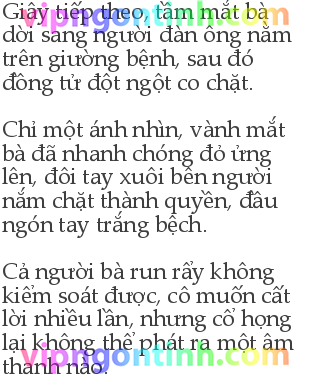 Giây tiếp theo, tầm mắt bà
dời sang người đàn ông nằm
trên giường bệnh, sau đó
đồng tử đột ngột co chặt.
Chỉ một ánh nhìn, vành mắt
bà đã nhanh chóng đỏ ửng
lên, đôi tay xuôi bên người
nắm chặt thành quyền, đầu
ngón tay trắng bệch.
Cả người bà run rẩy không
kiểm soát được, cô muốn cất
lời nhiều lần, nhưng cổ họng
lại không thể phát ra một âm
thanh nào.
vipngontinh.com
vipngontinh.com